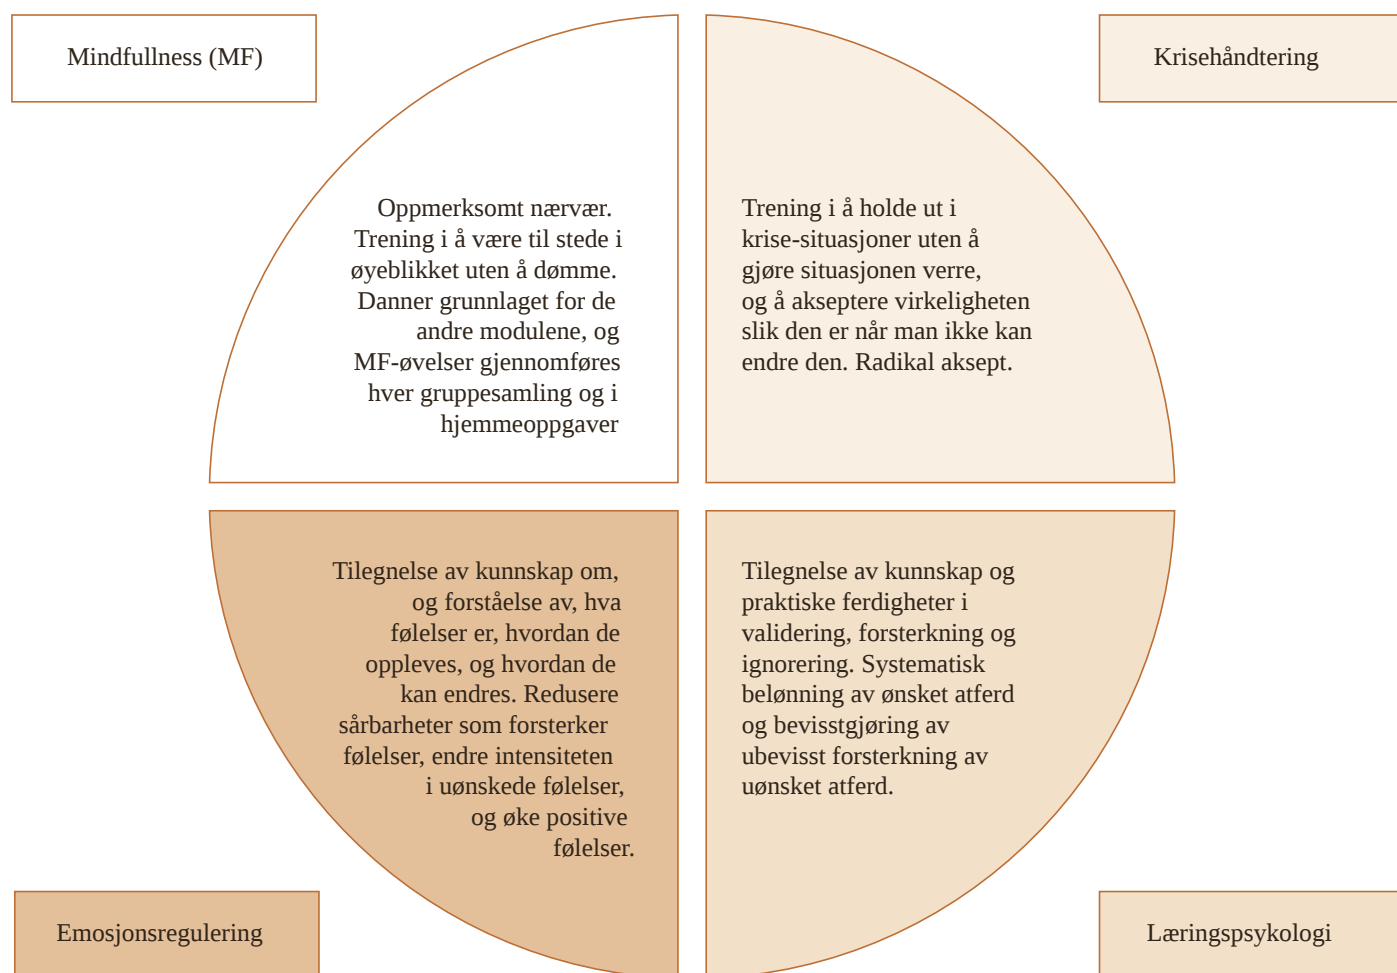 Mindfullness (MF)
Krisehåndtering
Oppmerksomt nærvær.
Trening i å være til stede i
øyeblikket uten å dømme.
Danner grunnlaget for de
andre modulene, og
MF-øvelser gjennomføres
hver gruppesamling og i
hjemmeoppgaver
Trening i å holde ut i
krise-situasjoner uten å
gjøre situasjonen verre,
og å akseptere virkeligheten
slik den er når man ikke kan
endre den. Radikal aksept.
Tilegnelse av kunnskap om,
og forståelse av, hva
følelser er, hvordan de
oppleves, og hvordan de
kan endres. Redusere
sårbarheter som forsterker
følelser, endre intensiteten
i uønskede følelser,
og øke positive
følelser.
Tilegnelse av kunnskap og
praktiske ferdigheter i
validering, forsterkning og
ignorering. Systematisk
belønning av ønsket atferd
og bevisstgjøring av
ubevisst forsterkning av
uønsket atferd.
Emosjonsregulering
Læringspsykologi